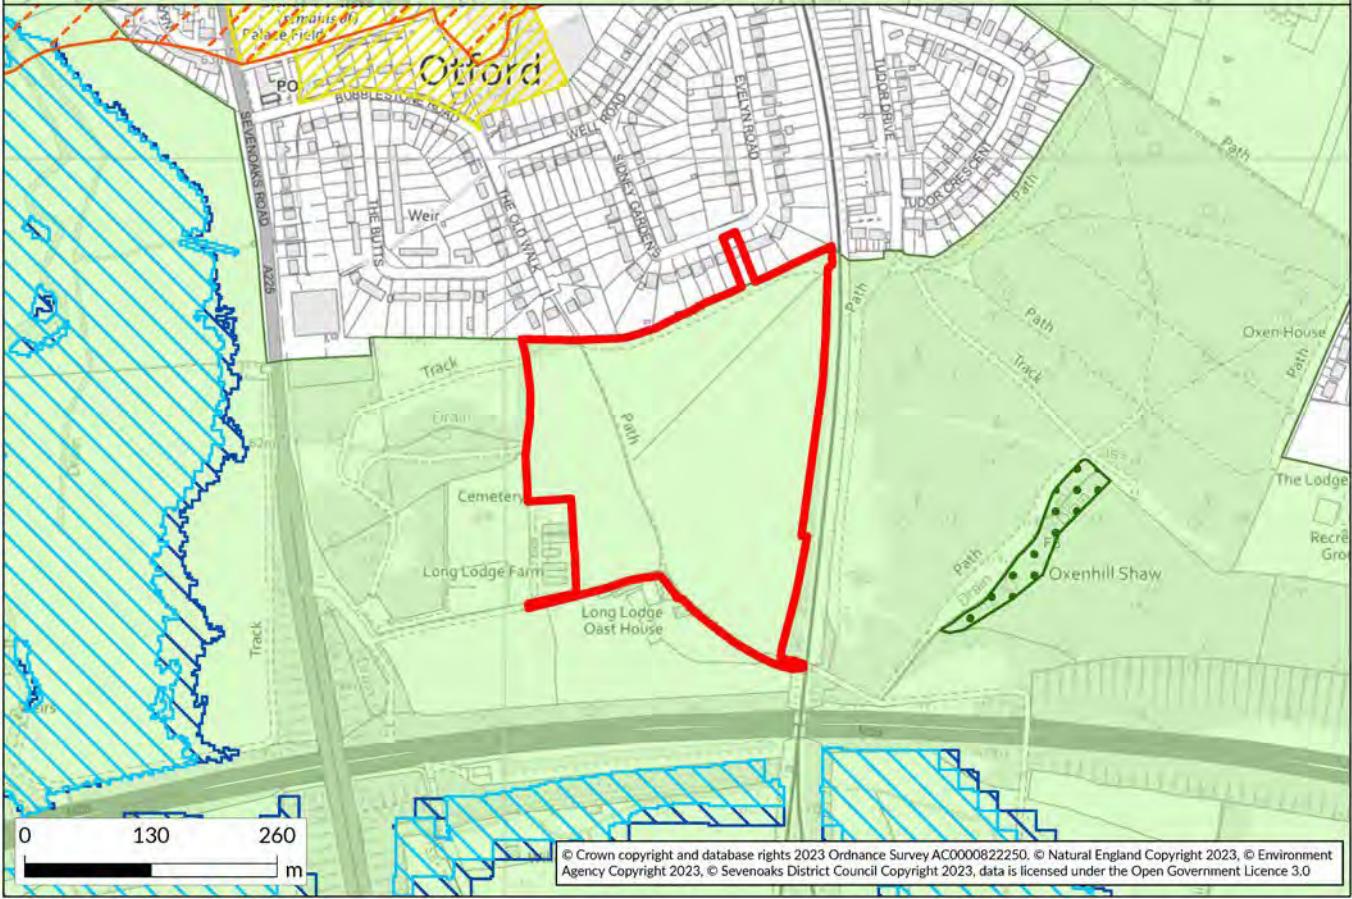 (remains of)
Palace Field
Otford
PO
BUBBLESTONE ROAD
WELL ROAD
EVELYN ROAD
TUDOR DRIVE
TUDOR CRESCENT
SEVENOAKS ROAD
A225
THE BUTTS
Weir
THE OLD WALK
SIDNEY GARDENS
Path
Path
Path
Path
Track
Path
Oxen House
Track
Drain
Path
Cemetery
Long Lodge Farm
Long Lodge
Oast House
Path
Drain
Oxenhill Shaw
The Lodge
Track
0 130 260
m
© Crown copyright and database rights 2023 Ordnance Survey AC0000822250. © Natural England Copyright 2023, © Environment
Agency Copyright 2023, © Sevenoaks District Council Copyright 2023, data is licensed under the Open Government Licence 3.0